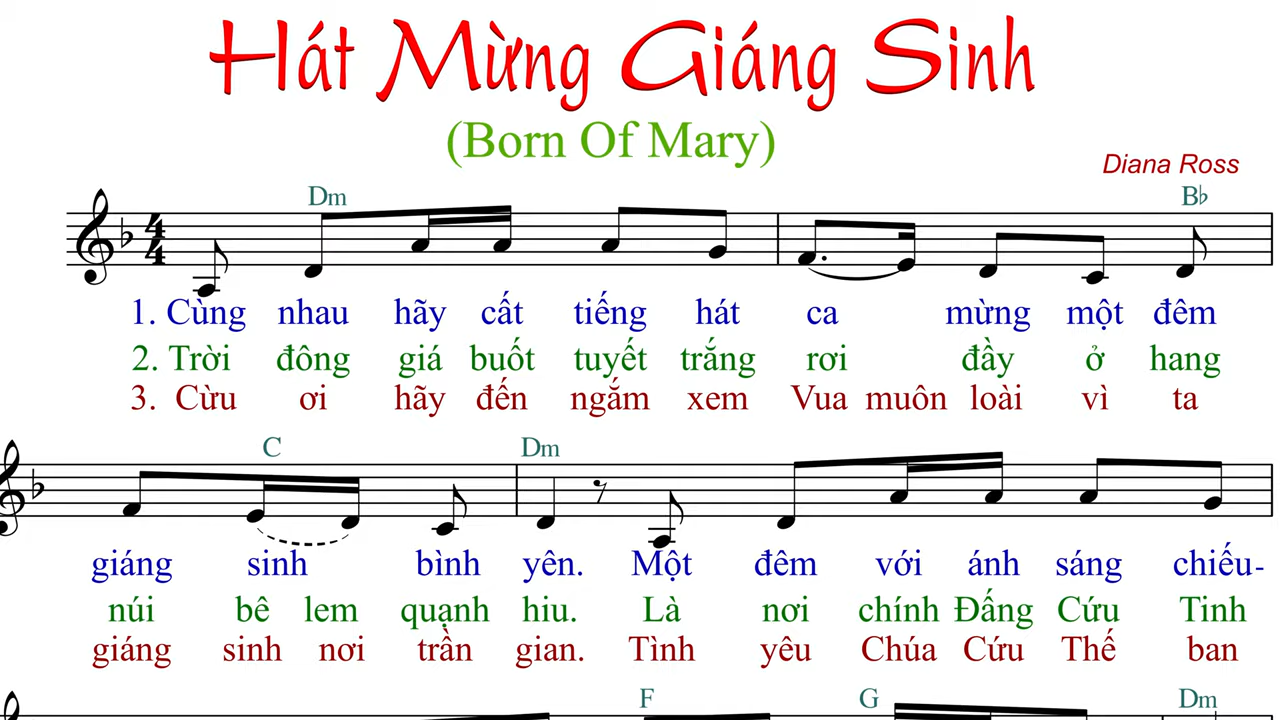 Hát Mừng Giáng Sinh
(Born Of Mary)
Diana Ross
Dm B♭
4
4
1. Cùng nhau hãy cất tiếng hát ca mừng một đêm
2. Trời đông giá buốt tuyết trắng rơi đầy ở hang
3. Cừu ơi hãy đến ngắm xem Vua muôn loài vì ta
C Dm
giáng sinh bình yên. Một đêm với ánh sáng chiếu-
núi bê lem quạnh hiu. Là nơi chính Đấng Cứu Tinh
giáng sinh nơi trần gian. Tình yêu Chúa Cứu Thế ban
F G Dm